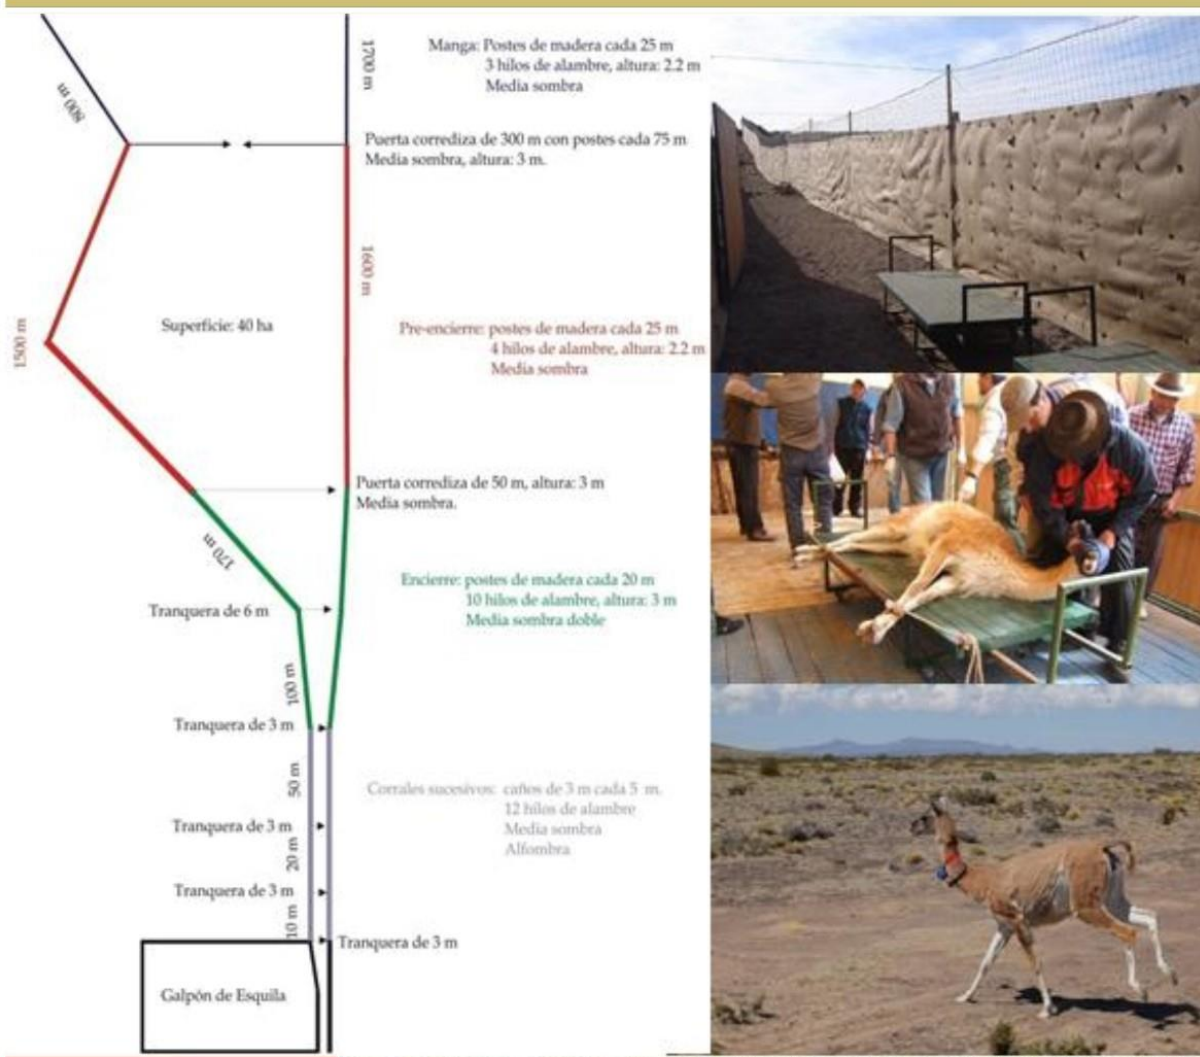 800 m
1700 m
Manga: Postes de madera cada 25 m
3 hilos de alambre, altura: 2.2 m
Media sombra
Puerta corrediza de 300 m con postes cada 75 m
Media sombra, altura: 3 m.
1600 m
1500 m
Superficie: 40 ha
Pre-encierre: postes de madera cada 25 m
4 hilos de alambre, altura: 2.2 m
Media sombra
Puerta corrediza de 50 m, altura: 3 m
Media sombra.
170 m
Encierre: postes de madera cada 20 m
10 hilos de alambre, altura: 3 m
Media sombra doble
Tranquera de 6 m
100 m
Tranquera de 3 m
50 m
Corrales sucesivos: caños de 3 m cada 5 m.
12 hilos de alambre
Media sombra
Alfombra
Tranquera de 3 m
20 m
Tranquera de 3 m
10 m
Tranquera de 3 m
Galpón de Esquila